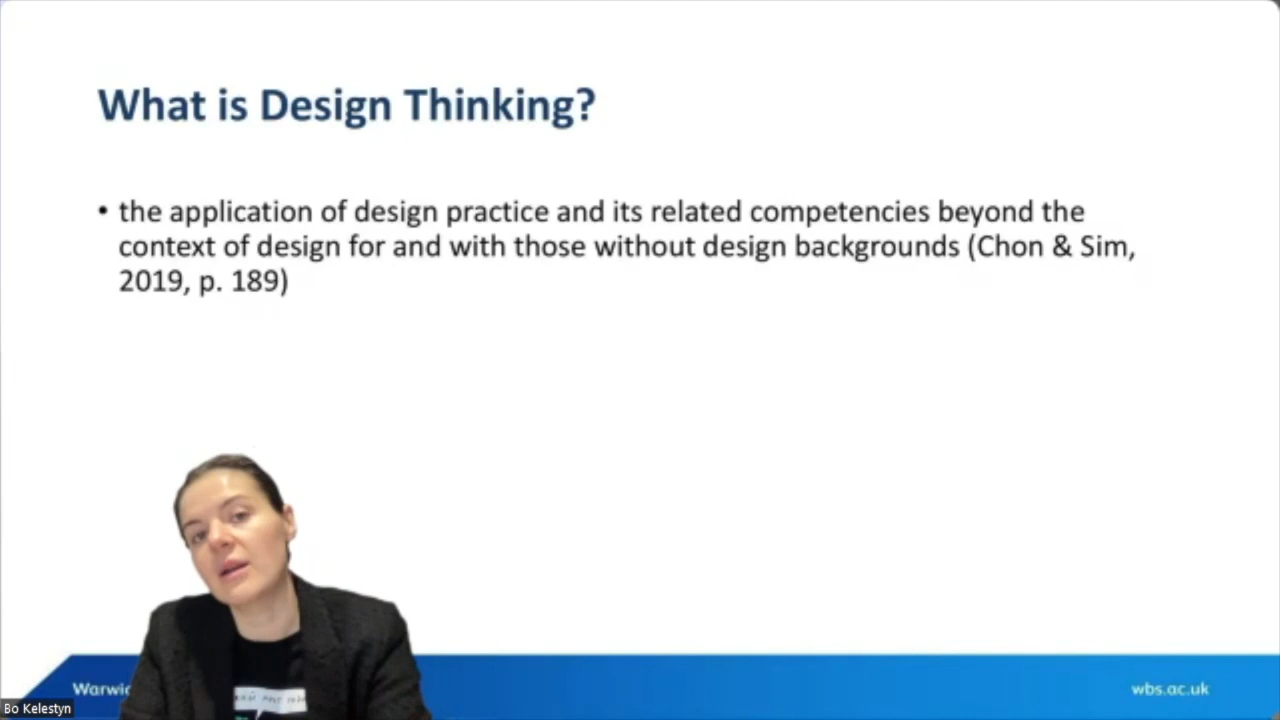 What is Design Thinking?
• the application of design practice and its related competencies beyond the
context of design for and with those without design backgrounds (Chon & Sim,
2019, p. 189)
wbs.ac.uk
Bo Kelestyn